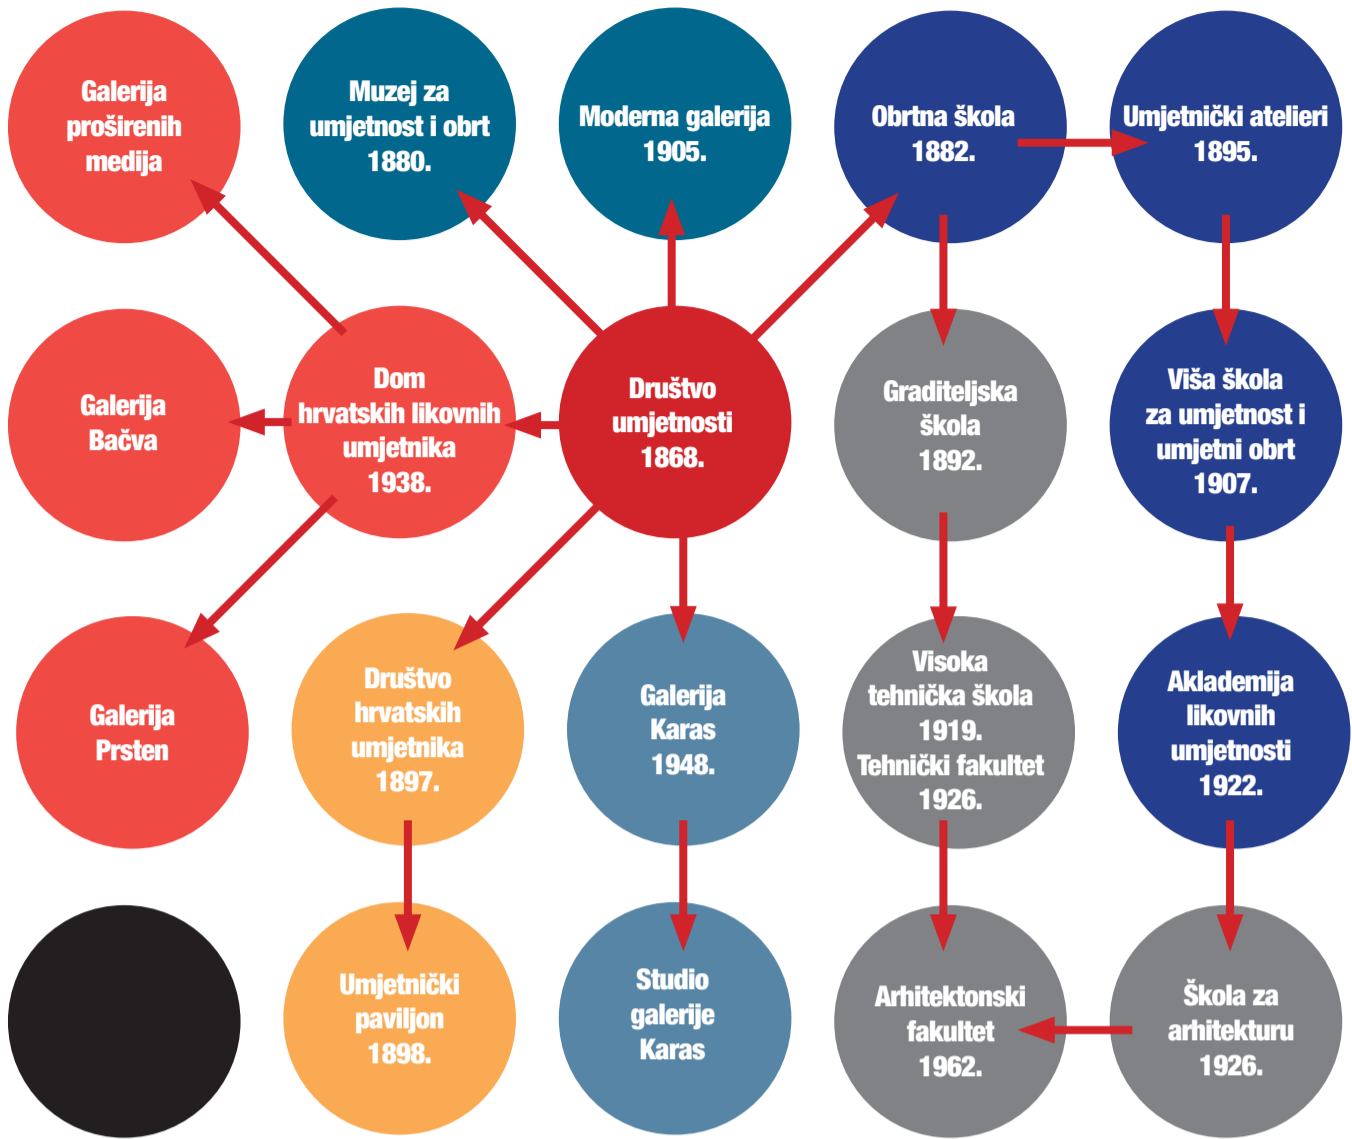 Galerija
proširenih
medija
Muzej za
umjetnost i obrt
1880.
Moderna galerija
1905.
Obrtna škola
1882.
Umjetnički atelieri
1895.
Galerija
Bačva
Dom
hrvatskih likovnih
umjetnika
1938.
Društvo
umjetnosti
1868.
Graditeljska
škola
1892.
Viša škola
za umjetnost i
umjetni obrt
1907.
Galerija
Prsten
Društvo
hrvatskih
umjetnika
1897.
Galerija
Karas
1948.
Visoka
tehnička škola
1919.
Tehnički fakultet
1926.
Aklademija
likovnih
umjetnosti
1922.
Umjetnički
paviljon
1898.
Studio
galerije
Karas
Arhitektonski
fakultet
1962.
Škola za
arhitekturu
1926.